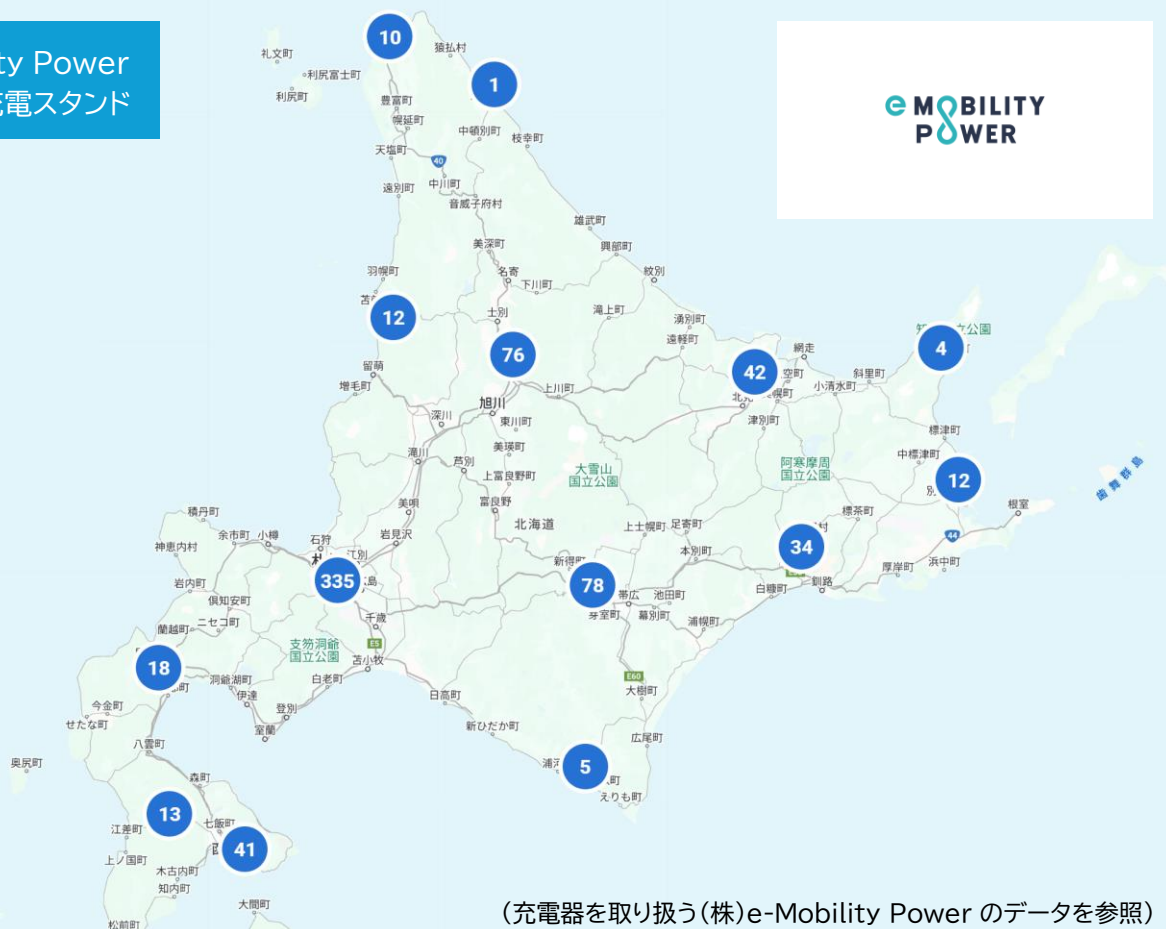 ty Power
充電スタンド
e MOBILITY
POWER
10
猿払村
礼文町
利尻富士町
1
利尻町
豊富町
幌延町
中頓別町
枝幸町
天塩町
40
遠別町
中川町
音威子府村
雄武町
美深町
興部町
羽幌町
名寄
紋別
下川町
12
士別
滝上町
湧別町
遠軽町
76
網走
4
立公園
留萌
42
空町
斜里町
増毛町
上川町
小清水町
旭川
深川
津別町
東川町
標津町
滝川
芦別
美瑛町
中標津町
上富良野町
大雪山
国立公園
阿寒摩周
国立公園
12
美唄
富良野
根室
歯舞群島
積丹町
北海道
上士幌町
足寄町
標茶町
余市町
小樽
石狩
岩見沢
44
神恵内村
江別
本別町
34
新得町
浜中町
厚岸町
岩内町
335
78
帯広
池田町
白糠町
釧路
倶知安町
芽室町
幕別町
千歳
浦幌町
蘭越町
ニセコ町
支笏洞爺
国立公園
E5
苫小牧
18
洞爺湖町
白老町
E60
伊達
日高町
大樹町
今金町
登別
せたな町
室蘭
新ひだか町
広尾町
八雲町
奥尻町
5
森町
えりも町
13
七飯町
江差町
41
上ノ国町
木古内町
知内町
大間町
松前町
(充電器を取り扱う(株)e-Mobility Power のデータを参照)